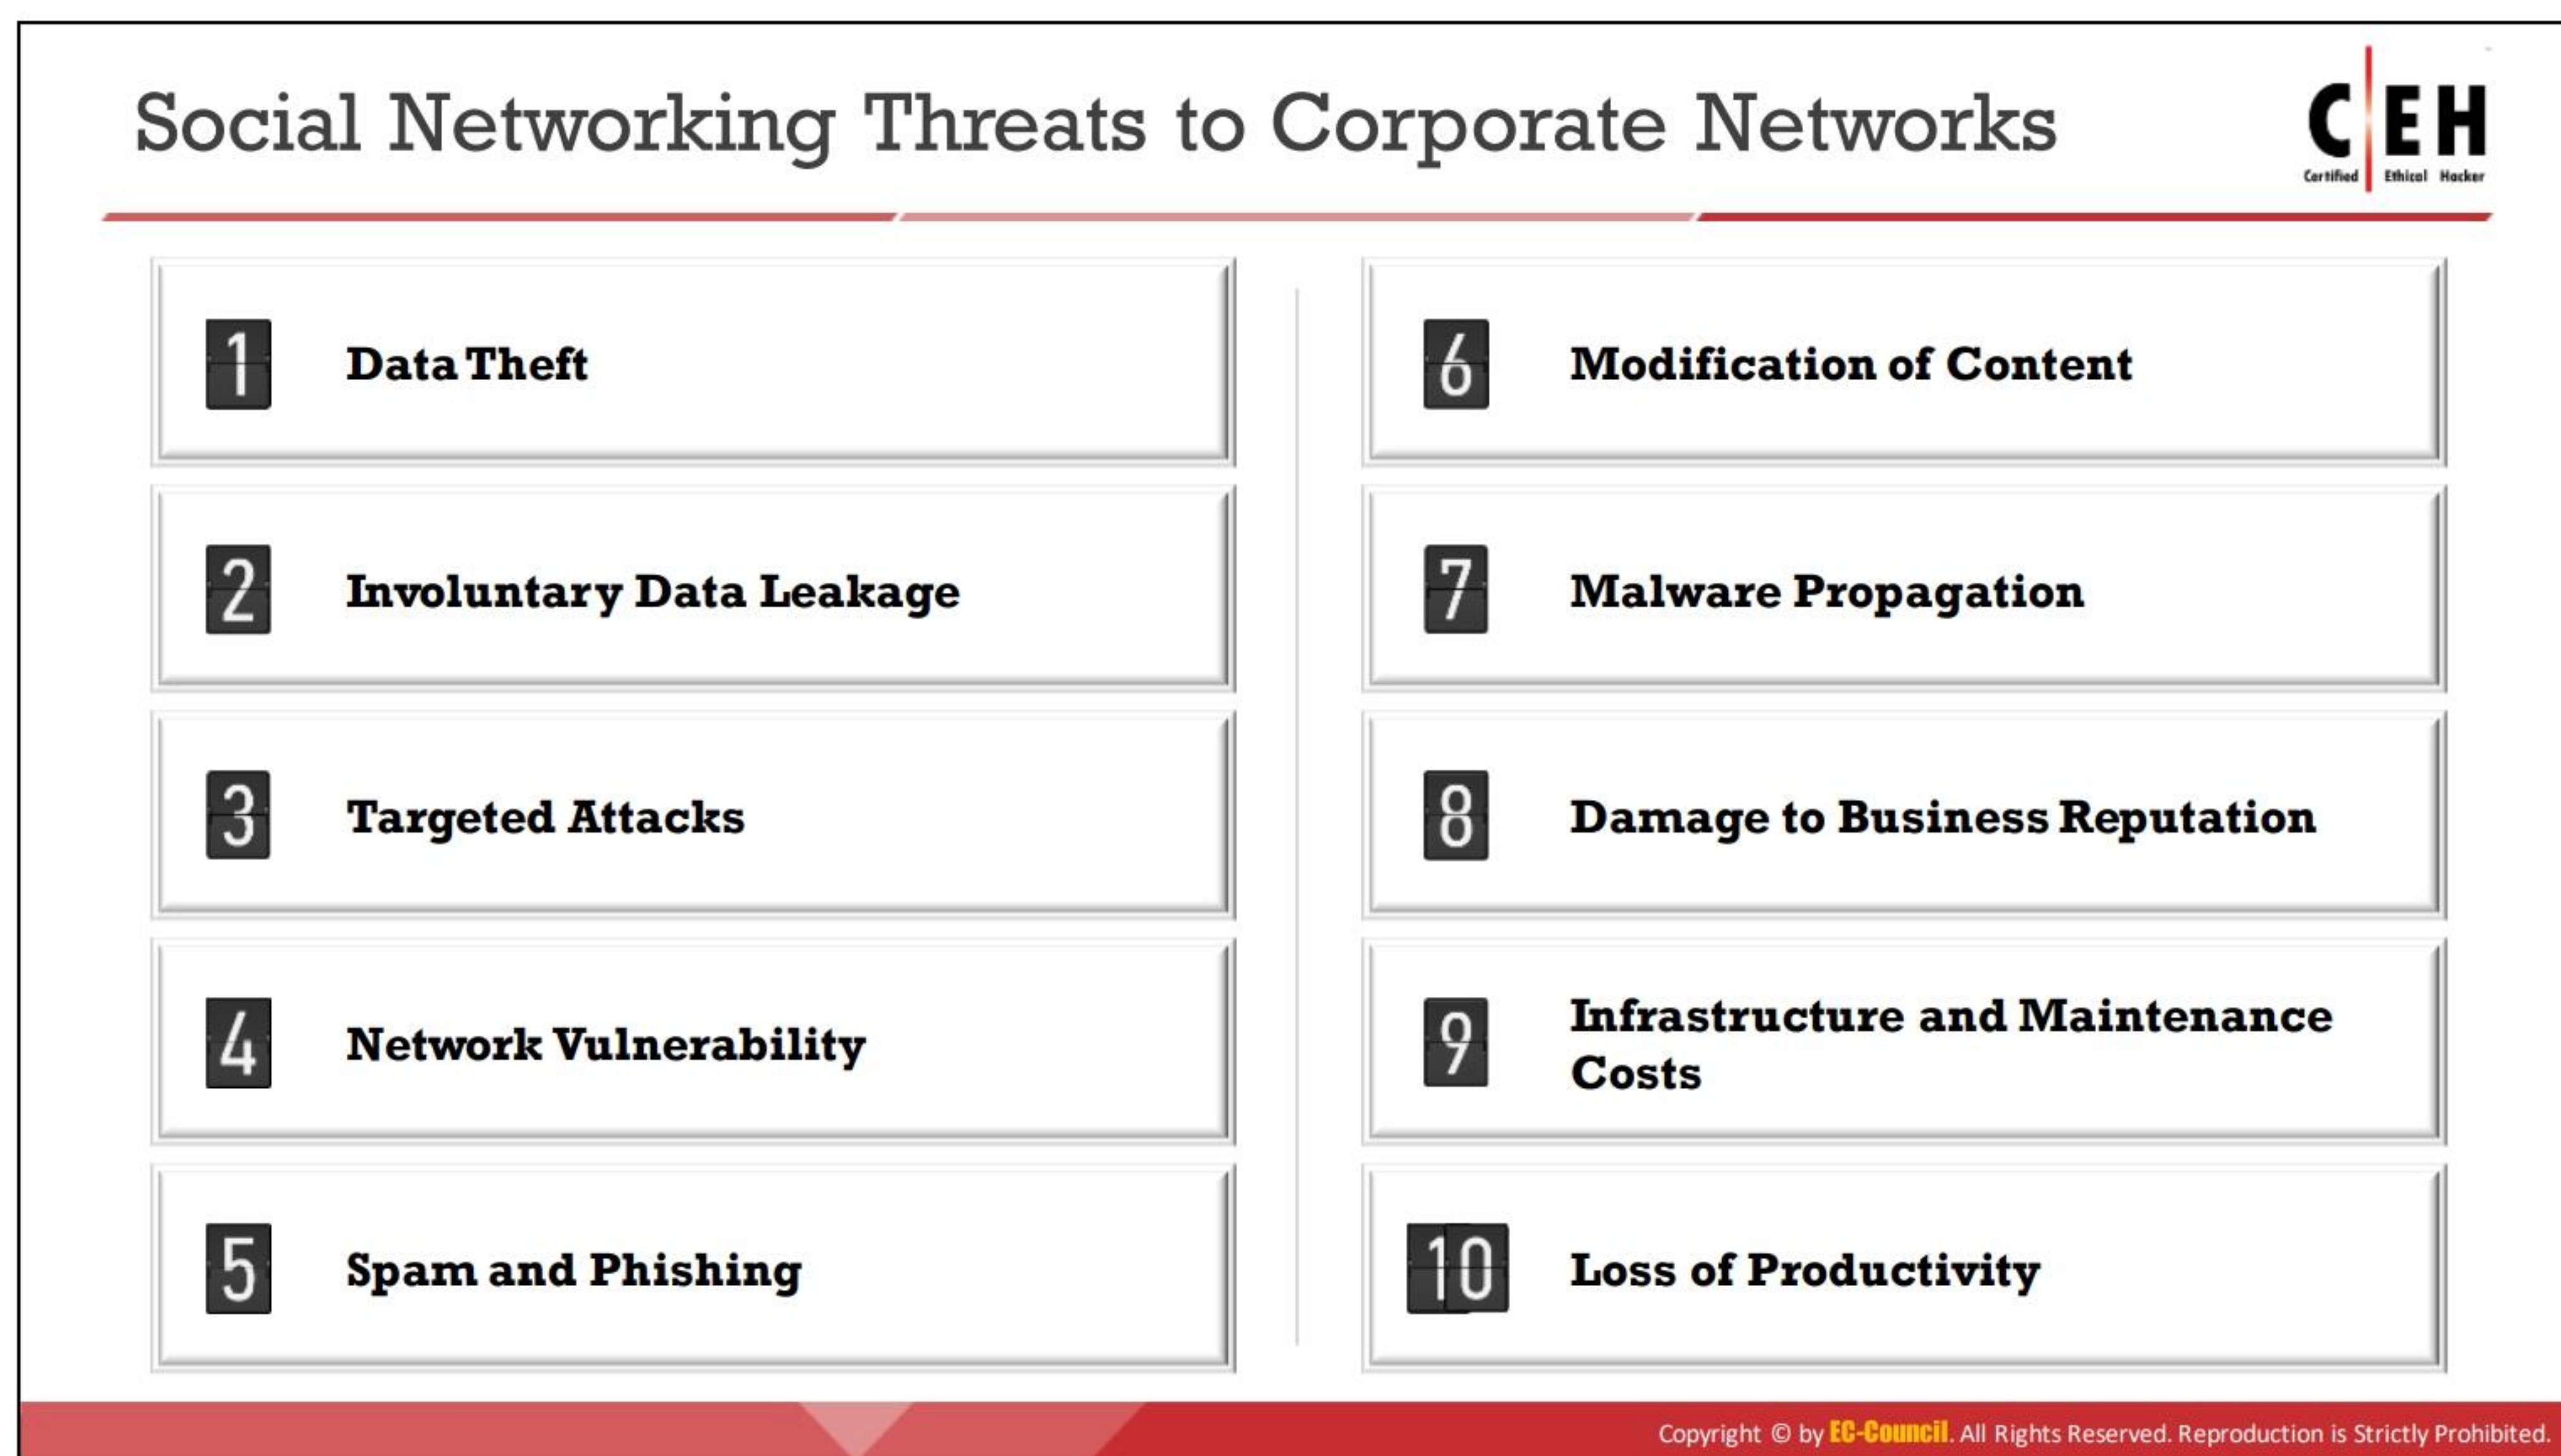 Social Networking Threats to Corporate Networks
C EH
Certified Ethical Hacker
1 Data Theft
2 Involuntary Data Leakage
3 Targeted Attacks
4 Network Vulnerability
5 Spam and Phishing
6 Modification of Content
7 Malware Propagation
8 Damage to Business Reputation
9 Infrastructure and Maintenance
Costs
10 Loss of Productivity
Copyright © by EC-Council. All Rights Reserved. Reproduction is Strictly Prohibited.